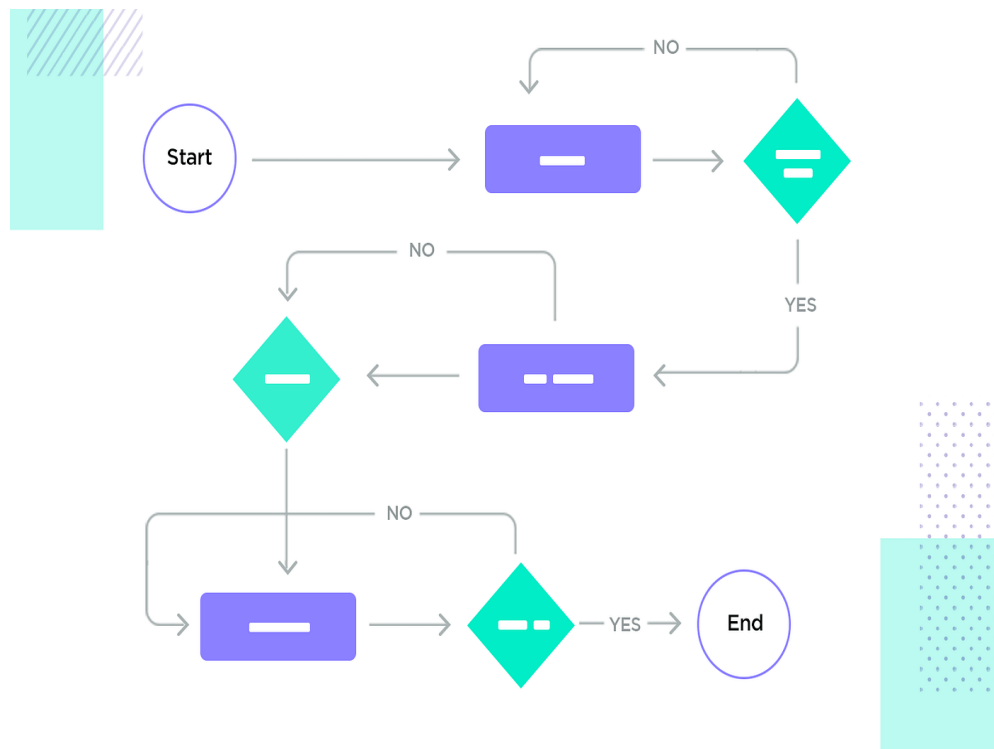 NO
Start
NO
YES
NO
YES
End